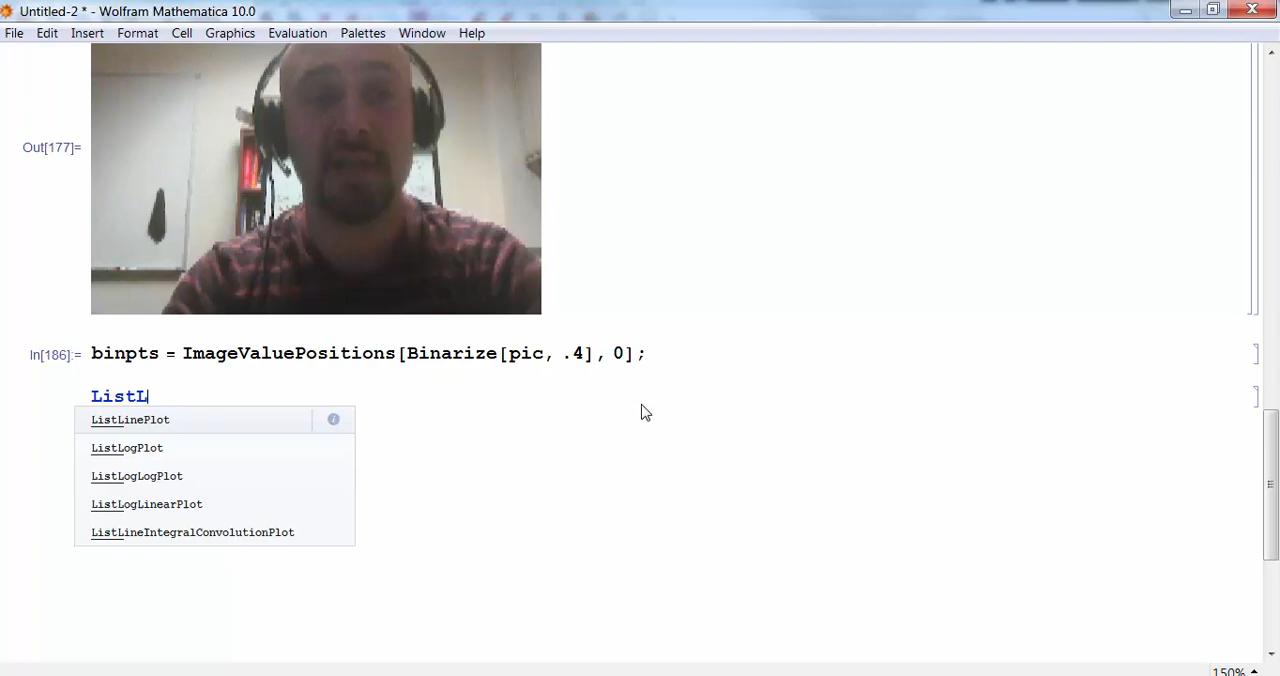 Untitled-2 * - Wolfram Mathematica 10.0
File Edit Insert Format Cell Graphics Evaluation Palettes Window Help
Out[177]=
In[186]:= binpts = ImageValuePositions[Binarize[pic, .4], 0];
ListL
ListLinePlot
ListLogPlot
ListLogLogPlot
ListLogLinearPlot
ListLineIntegralConvolutionPlot
150%